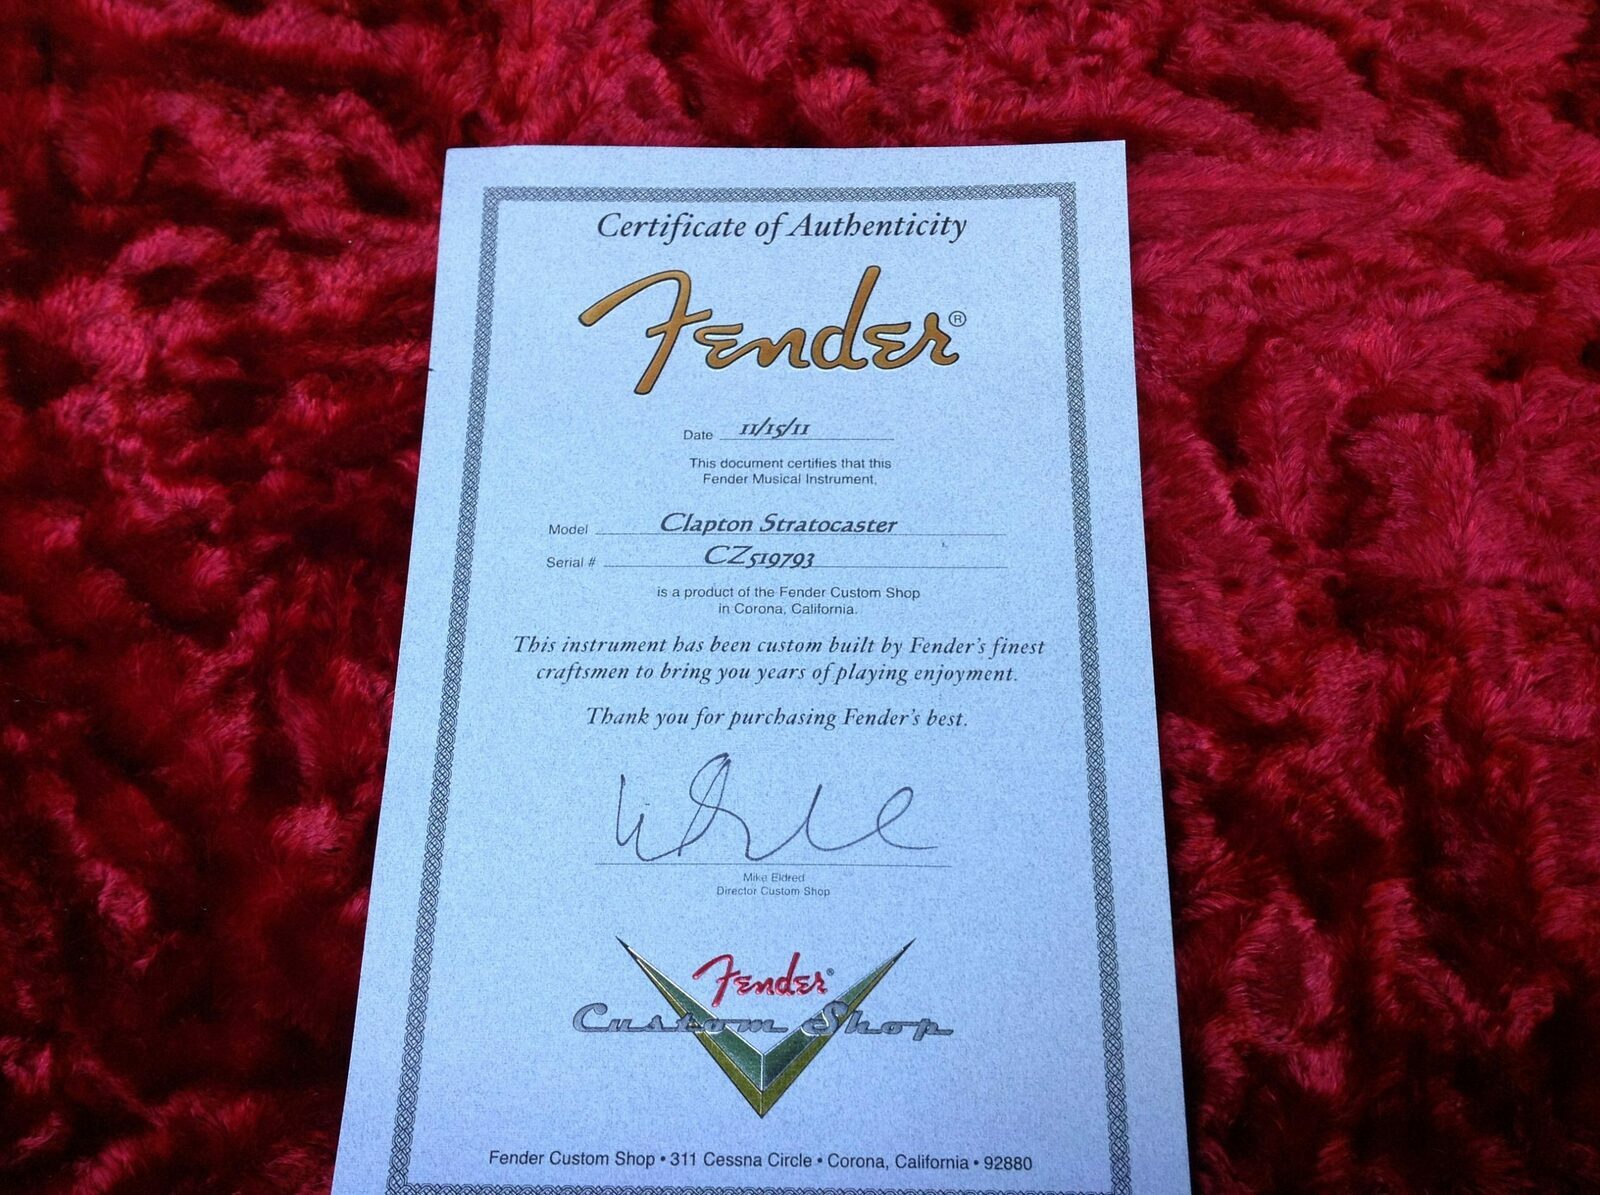 Certificate of Authenticity
Fender®
Date 11/15/11
This document certifies that this
Fender Musical Instrument,
Model Clapton Stratocaster
Serial # CZ519793
is a product of the Fender Custom Shop
in Corona, California.
This instrument has been custom built by Fender's finest
craftsmen to bring you years of playing enjoyment.
Thank you for purchasing Fender's best.
Mike Eldred
Director Custom Shop
Fender®
Custom Shop
Fender Custom Shop • 311 Cessna Circle • Corona, California • 92880